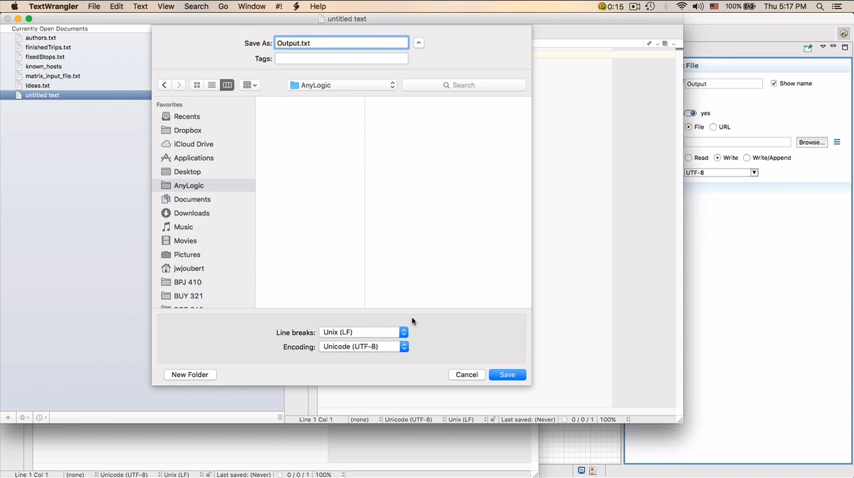 TextWrangler File Edit Text View Search Go Window #! Help 0:15 100% Thu 5:17 PM
untitled text
Currently Open Documents
authors.txt
finishedTrips.txt
fixedStops.txt
known_hosts
matrix_input_file.txt
Ideas.txt
untitled text
Save As: Output.txt
Tags:
AnyLogic
Search
Favorites
Recents
Dropbox
iCloud Drive
Applications
Desktop
AnyLogic
Documents
Downloads
Music
Movies
Pictures
jwjoubert
BPJ 410
BUY 321
Line breaks: Unix (LF)
Encoding: Unicode (UTF-8)
New Folder Cancel Save
File
Output Show name
yes
File URL
Browse...
Read Write Write/Append
UTF-8
Line 1 Col 1 (none) Unicode (UTF-8) Unix (LF) Last saved: (Never) 0 / 0 / 1 100%
Line 1 Col 1 (none) Unicode (UTF-8) Unix (LF) Last saved: (Never) 0 / 0 / 1 100%